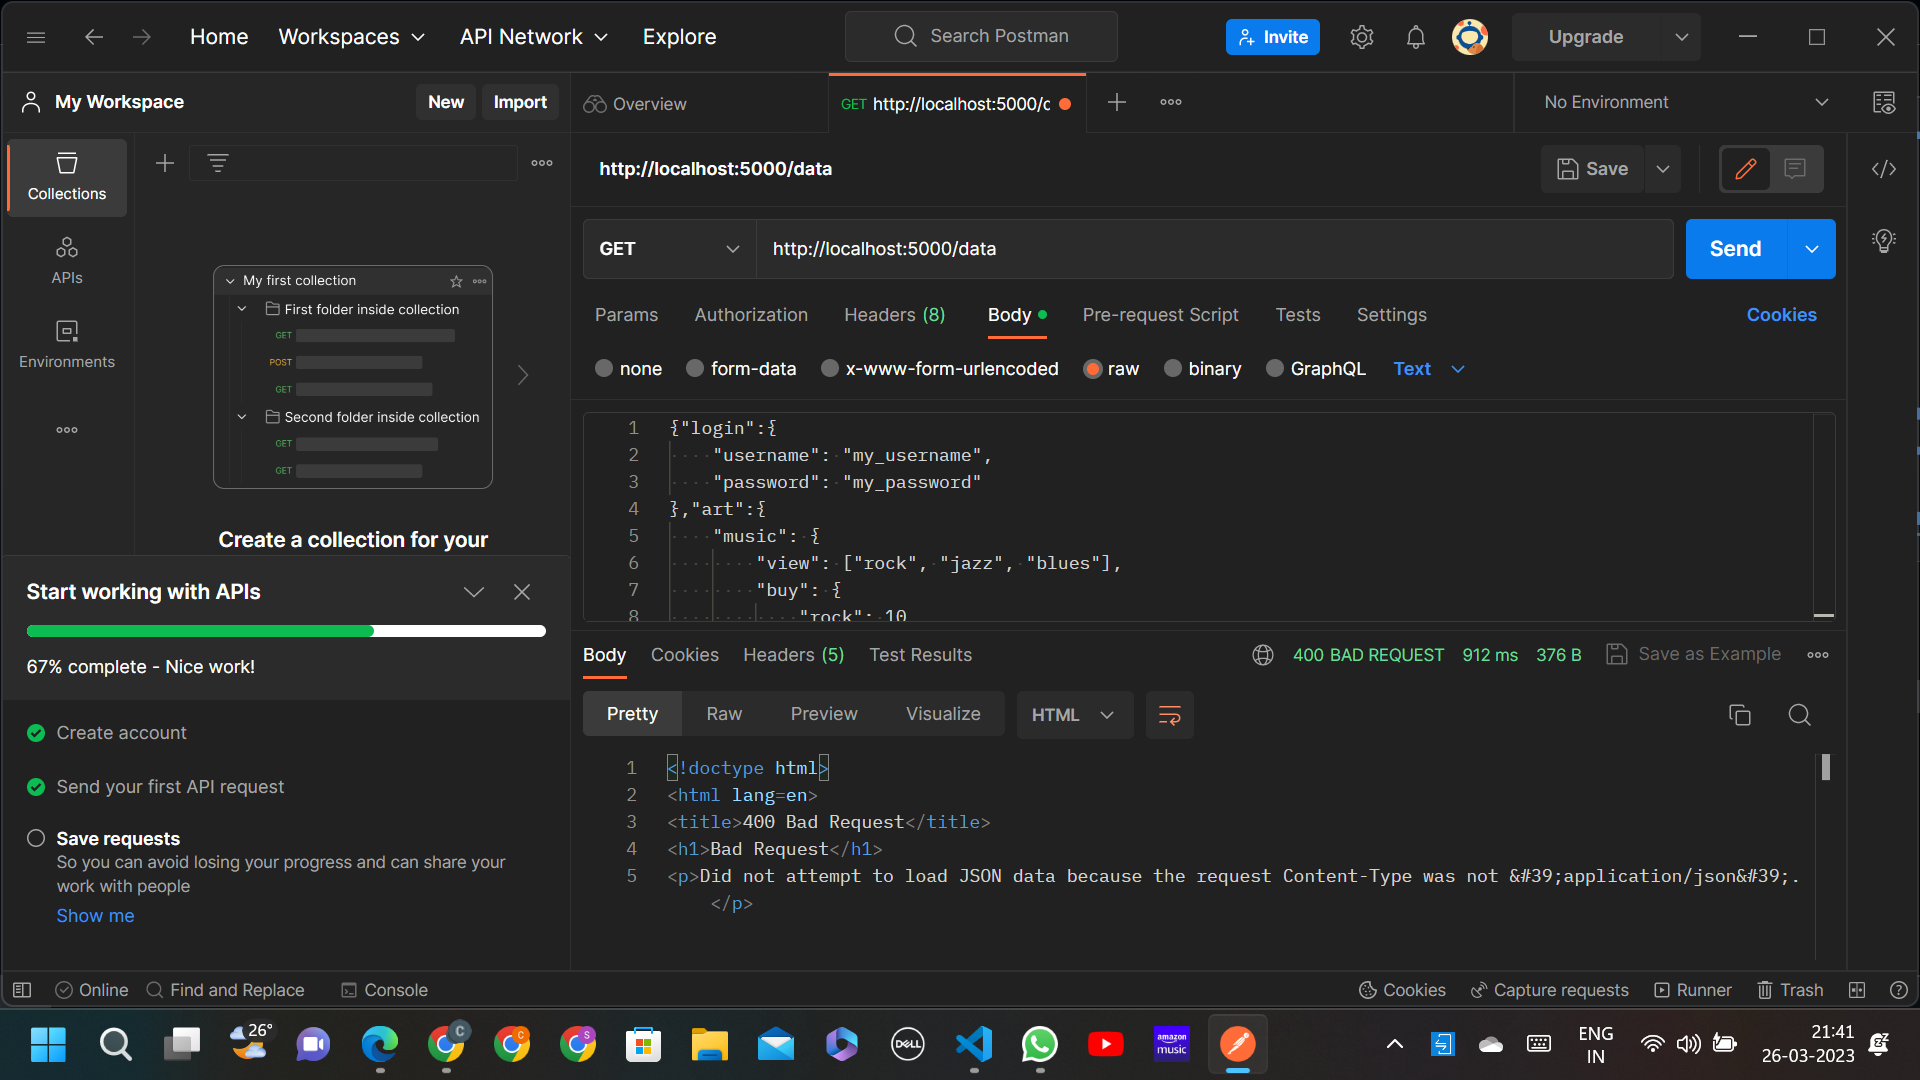 Home Workspaces API Network Explore Search Postman Invite Upgrade
My Workspace New Import
Overview GET http://localhost:5000/c No Environment
Collections
APIs
Environments
My first collection
First folder inside collection
GET
POST
GET
Second folder inside collection
GET
GET
Create a collection for your
Start working with APIs
67% complete - Nice work!
Create account
Send your first API request
Save requests
So you can avoid losing your progress and can share your
work with people
Show me
http://localhost:5000/data Save
GET http://localhost:5000/data Send
Params Authorization Headers (8) Body Pre-request Script Tests Settings Cookies
none form-data x-www-form-urlencoded raw binary GraphQL Text
1 {"login":{
2 "username": "my_username",
3 "password": "my_password"
4 },"art":{
5 "music": {
6 "view": ["rock", "jazz", "blues"],
7 "buy": {
8 "rock": 10
Body Cookies Headers (5) Test Results 400 BAD REQUEST 912 ms 376 B Save as Example
Pretty Raw Preview Visualize HTML
1 <!doctype html>
2 <html lang=en>
3 <title>400 Bad Request</title>
4 <h1>Bad Request</h1>
5 <p>Did not attempt to load JSON data because the request Content-Type was not &#39;application/json&#39;.
</p>
Online Find and Replace Console Cookies Capture requests Runner Trash
26° C C S DELL amazon music
ENG
IN
21:41
26-03-2023